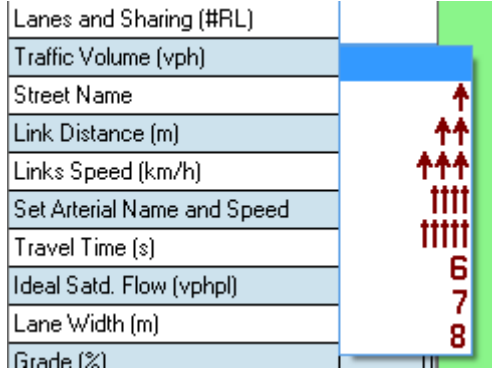 Lanes and Sharing (#RL)
Traffic Volume (vph)
Street Name
Link Distance (m)
Links Speed (km/h)
Set Arterial Name and Speed
Travel Time (s)
Ideal Satd. Flow (vphpl)
6
7
Lane Width (m)
8
Grade (%)